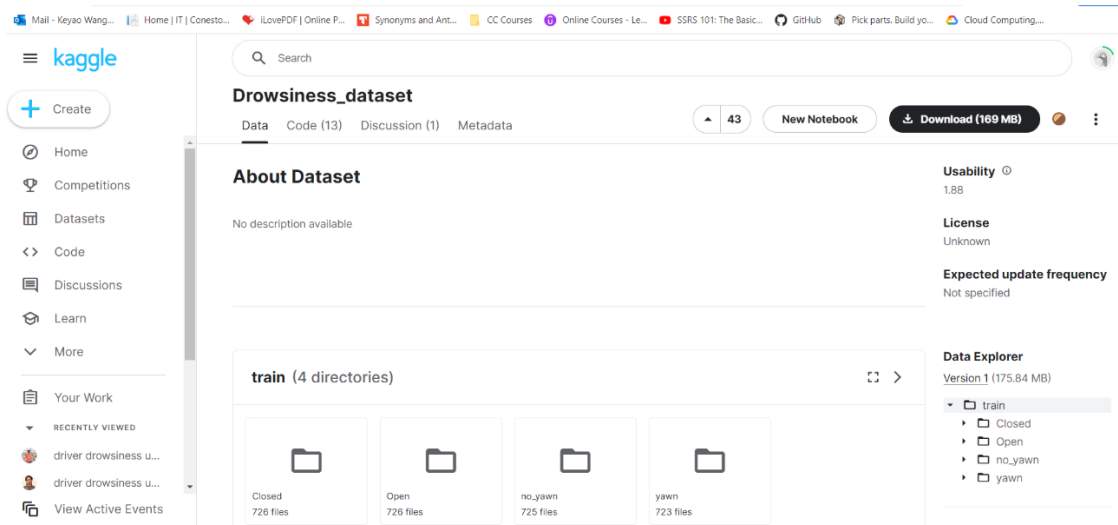 Mail - Keyao Wang... Home | IT | Conesto... iLovePDF | Online P... Synonyms and Ant... CC Courses Online Courses - Le... SSRS 101: The Basic... GitHub Pick parts. Build yo... Cloud Computing,...
kaggle
Search
Create
Home
Competitions
Datasets
Code
Discussions
Learn
More
Your Work
RECENTLY VIEWED
driver drowsiness u...
driver drowsiness u...
View Active Events
Drowsiness_dataset
Data Code (13) Discussion (1) Metadata
43 New Notebook Download (169 MB)
About Dataset
No description available
Usability
1.88
License
Unknown
Expected update frequency
Not specified
train (4 directories)
Closed
726 files
Open
726 files
no_yawn
725 files
yawn
723 files
Data Explorer
Version 1 (175.84 MB)
train
Closed
Open
no_yawn
yawn